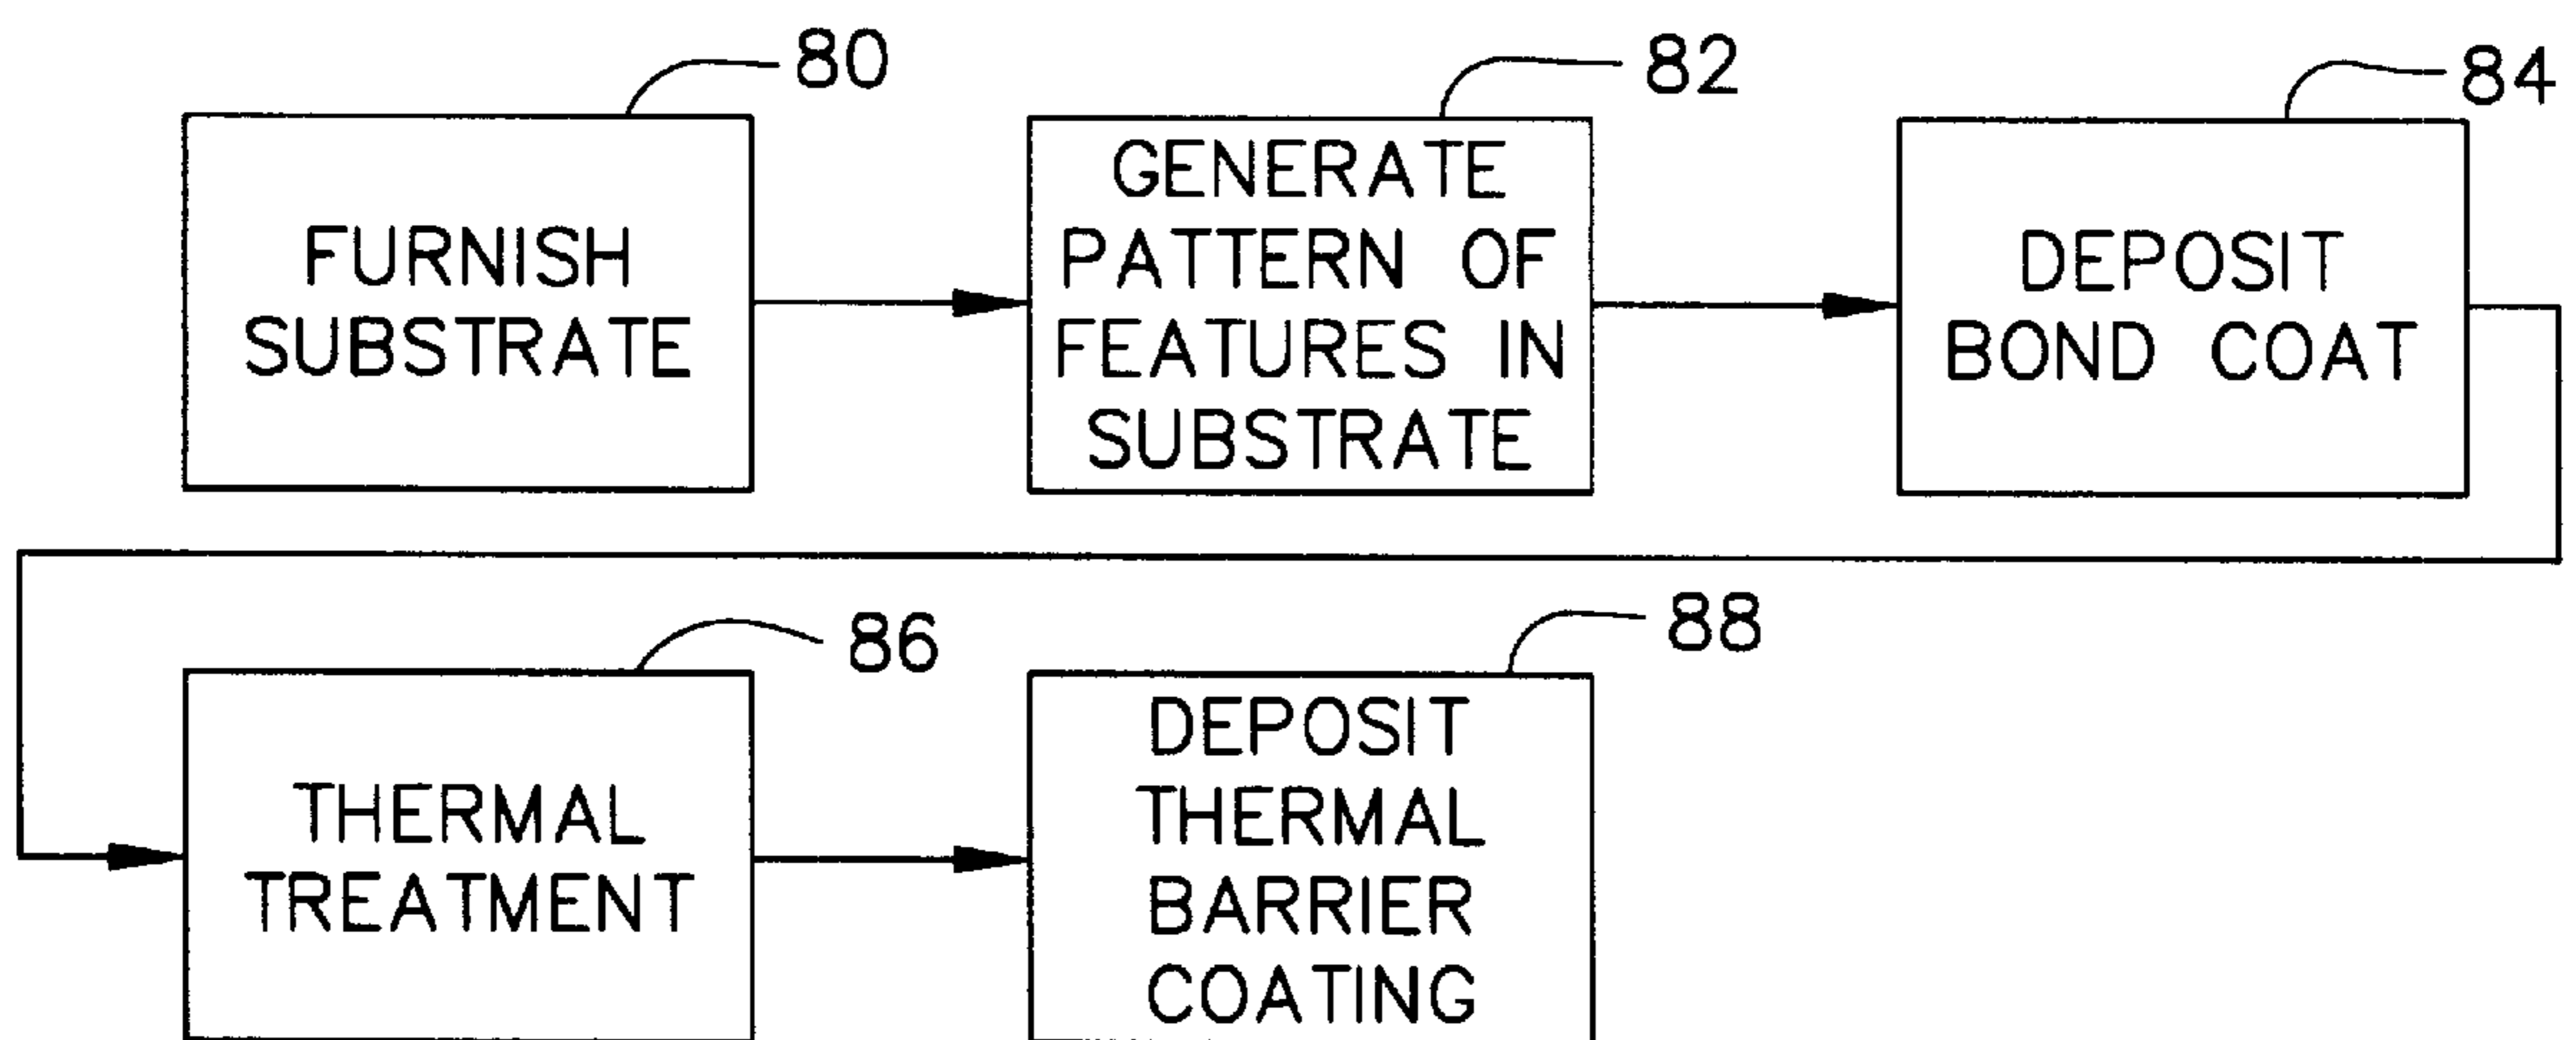 80
FURNISH
SUBSTRATE
82
GENERATE
PATTERN OF
FEATURES IN
SUBSTRATE
84
DEPOSIT
BOND COAT
86
THERMAL
TREATMENT
88
DEPOSIT
THERMAL
BARRIER
COATING